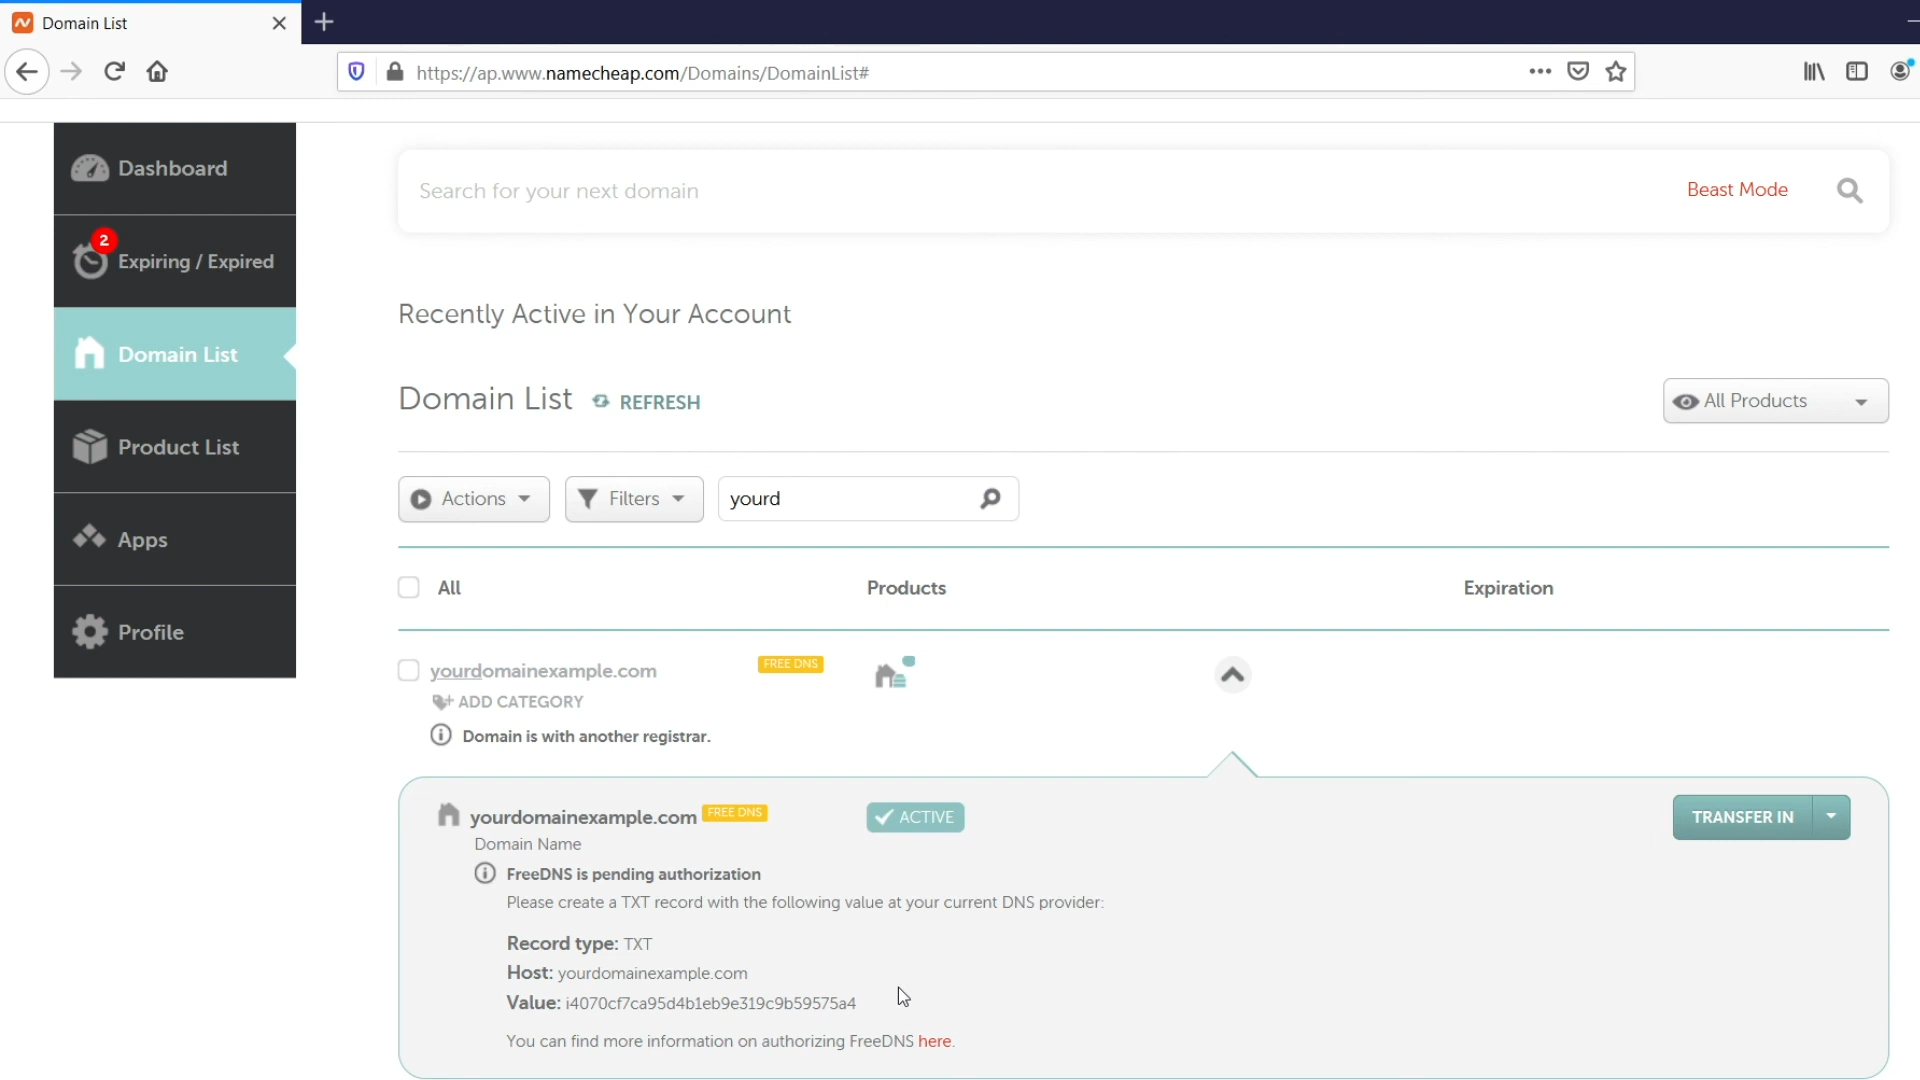 Domain List
https://ap.www.namecheap.com/Domains/DomainList#
Dashboard
2
Expiring / Expired
Domain List
Product List
Apps
Profile
Search for your next domain
Beast Mode
Recently Active in Your Account
Domain List REFRESH
All Products
Actions
Filters
yourd
All Products Expiration
yourdomainexample.com FREE DNS
ADD CATEGORY
Domain is with another registrar.
yourdomainexample.com FREE DNS ACTIVE TRANSFER IN
Domain Name
FreeDNS is pending authorization
Please create a TXT record with the following value at your current DNS provider:
Record type: TXT
Host: yourdomainexample.com
Value: i4070cf7ca95d4b1eb9e319c9b59575a4
You can find more information on authorizing FreeDNS here.